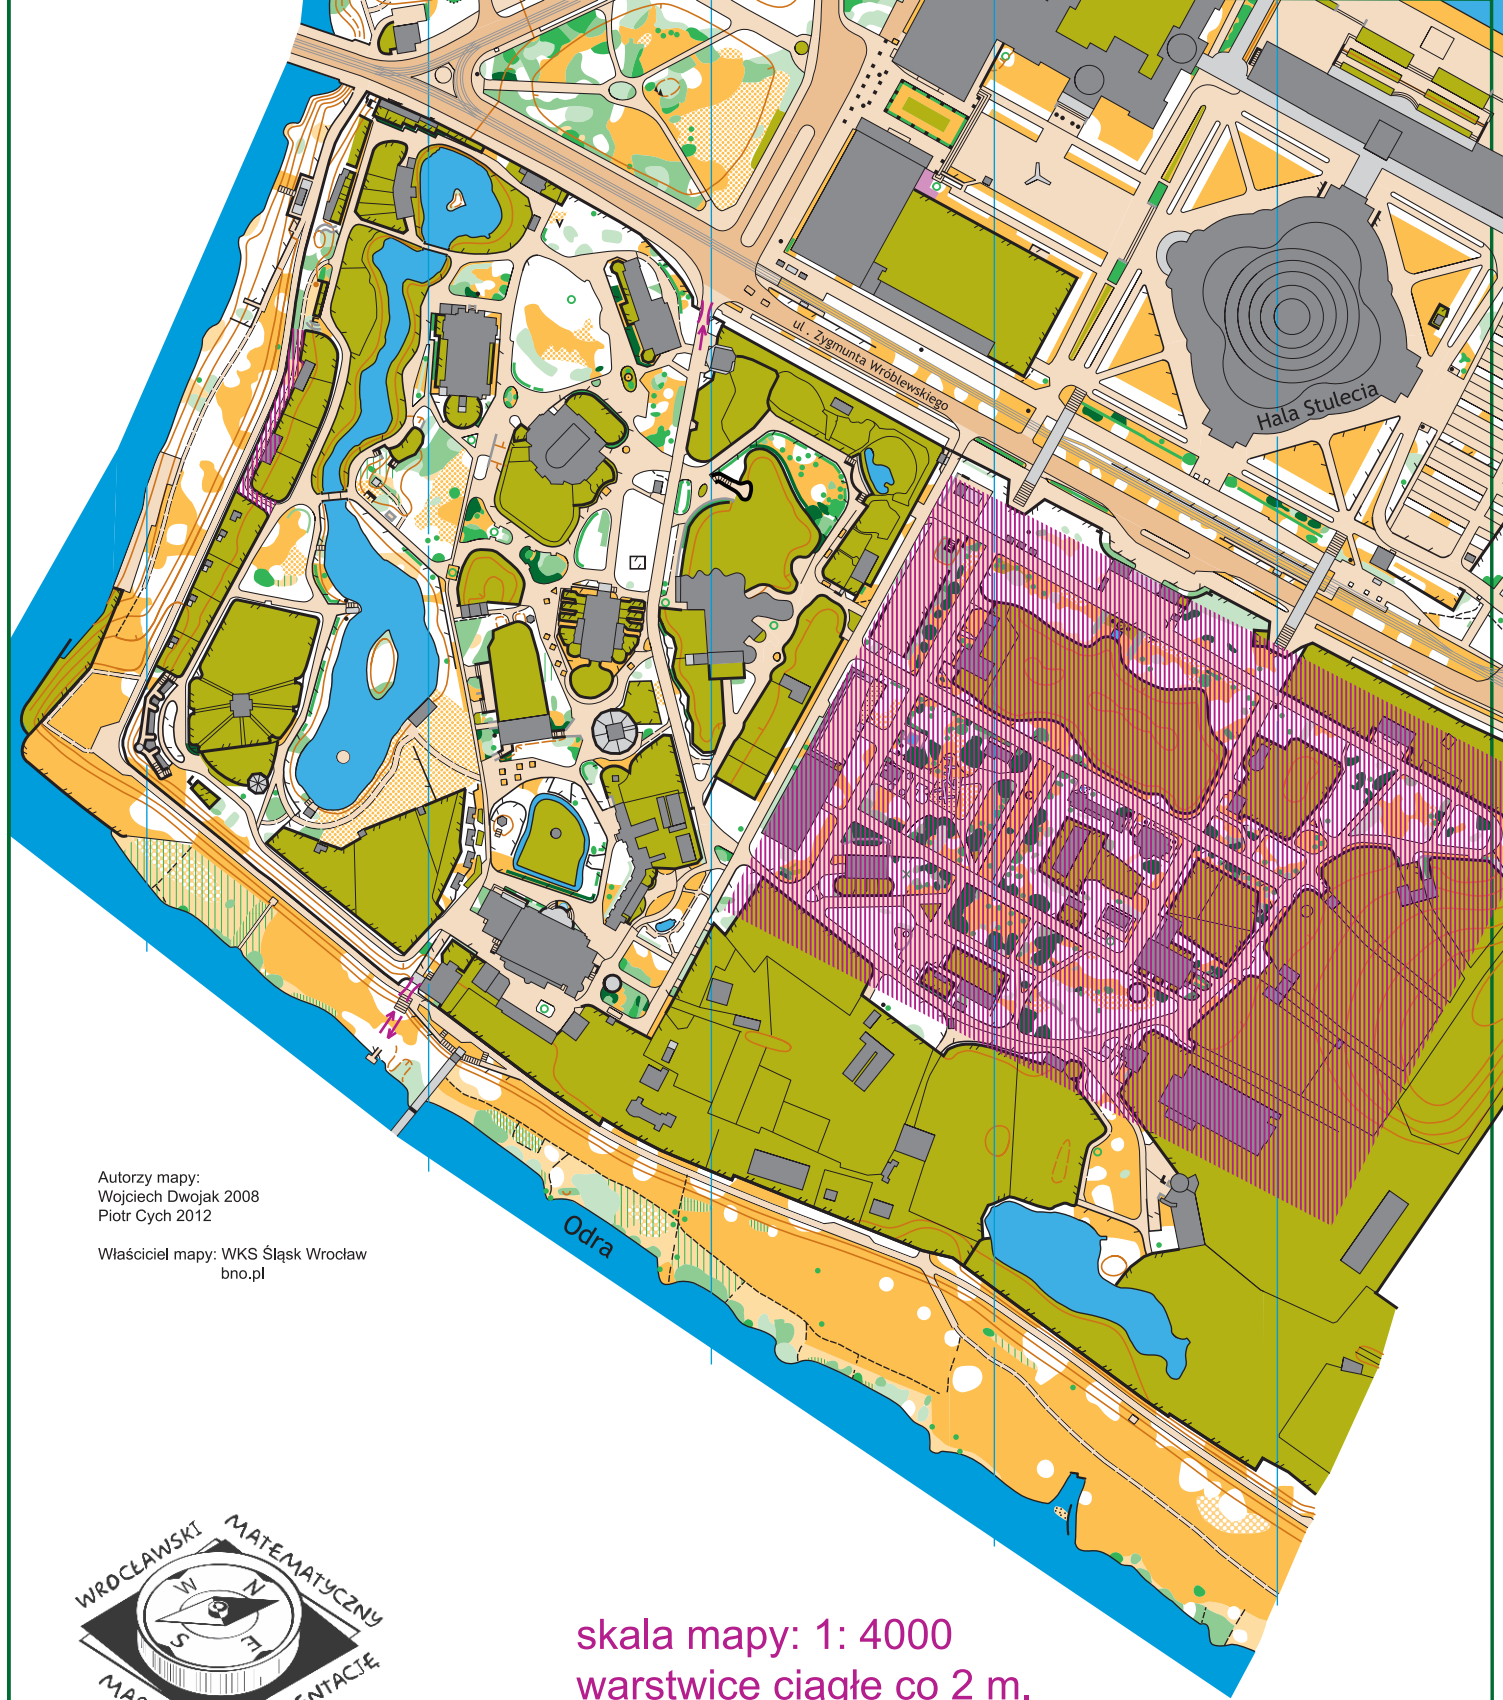 ul . Zygmunta Wróblewskiego
Hala Stulecia
Autorzy mapy:
Wojciech Dwojak 2008
Piotr Cych 2012
Właściciel mapy: WKS Śląsk Wrocław
bno.pl
Odra
WROCŁAWSKI MATEMATYCZNY
N
W
E
S
skala mapy: 1: 4000
warstwice ciągłe co 2 m.